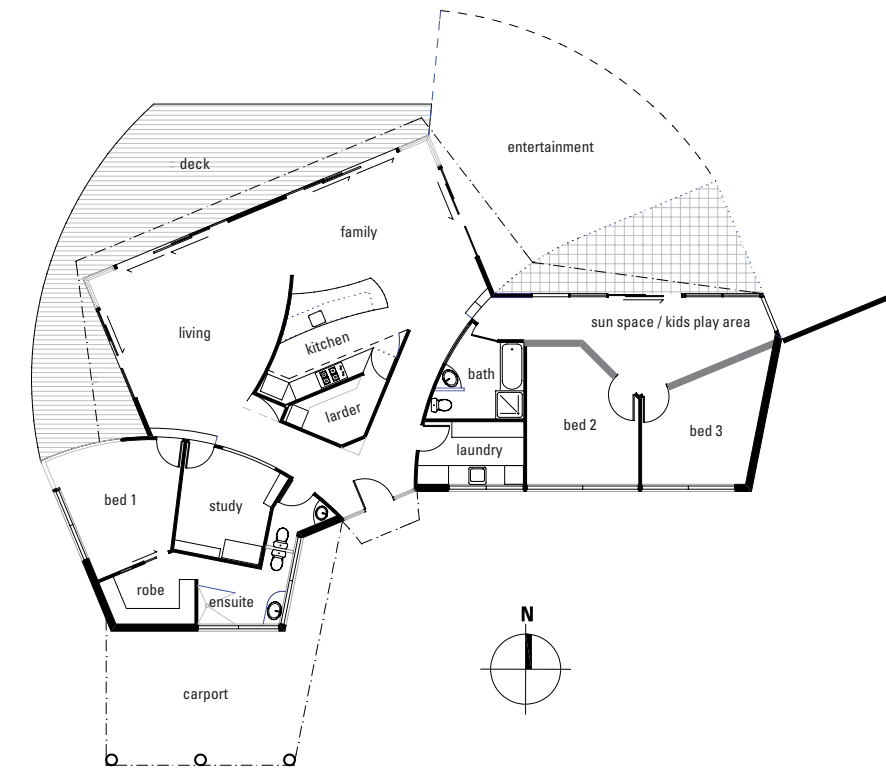 entertainment
deck
family
sun space / kids play area
living
kitchen
bath
larder
bed 2
bed 3
laundry
bed 1
study
robe
ensuite
N
carport